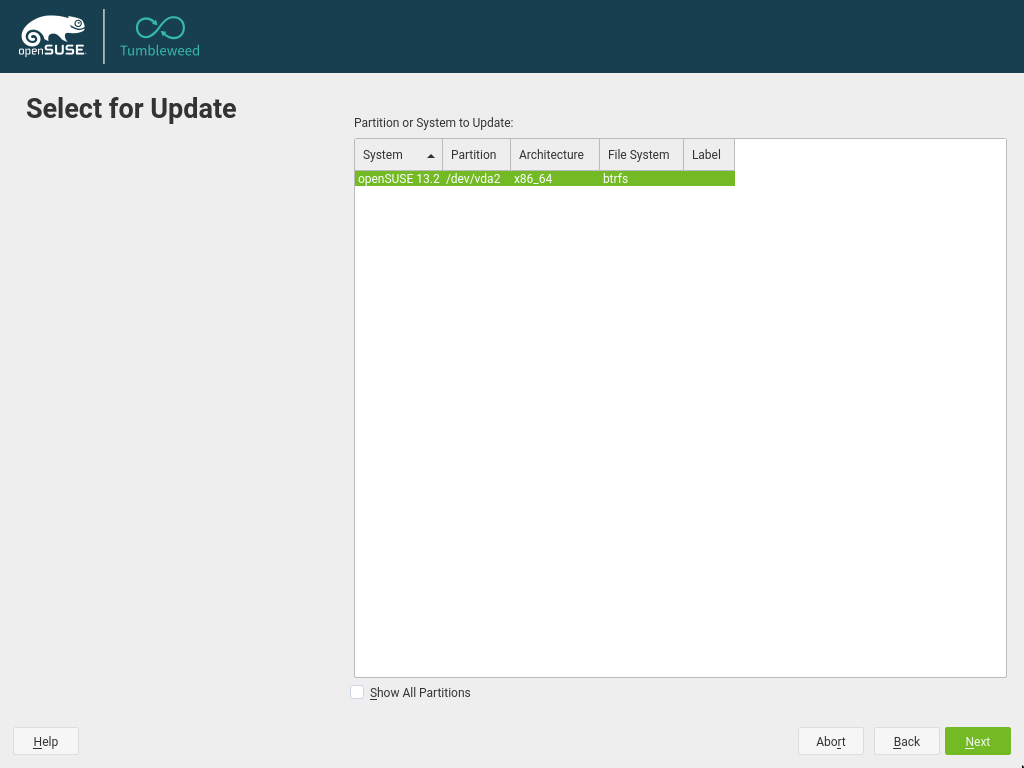 openSUSE
Tumbleweed
Select for Update
Partition or System to Update:
System Partition Architecture File System Label
openSUSE 13.2 /dev/vda2 x86_64 btrfs
Show All Partitions
Help Abort Back Next